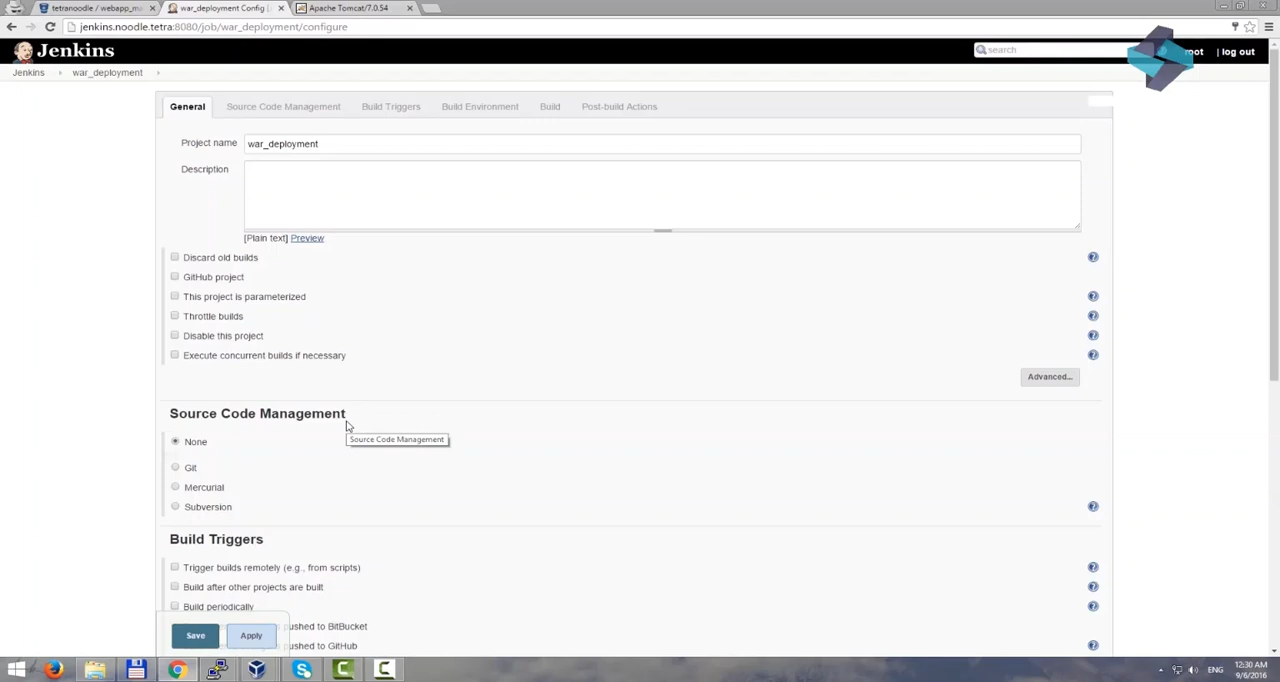 tetranoodle / webapp_m
war_deployment Config [
Apache Tomcat/7.0.54
jenkins.noodle.tetra:8080/job/war_deployment/configure
Jenkins
search
log out
Jenkins
war_deployment
General
Source Code Management
Build Triggers
Build Environment
Build
Post-build Actions
Project name
war_deployment
Description
[Plain text] Preview
Discard old builds
GitHub project
This project is parameterized
Throttle builds
Disable this project
Execute concurrent builds if necessary
Advanced...
Source Code Management
Source Code Management
None
Git
Mercurial
Subversion
Build Triggers
Trigger builds remotely (e.g., from scripts)
Build after other projects are built
Build periodically
pushed to BitBucket
Save
Apply
pushed to GitHub
ENG
12:30 AM
9/6/2016